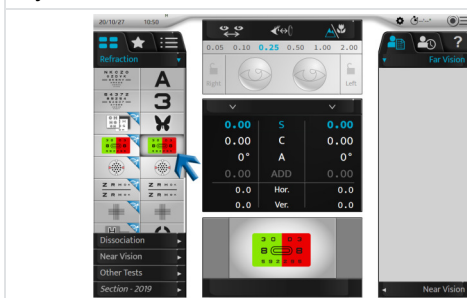 20/10/27 10:50
Refraction
A
3
Z
Z
Dissociation
Near Vision
Other Tests
Section - 2019
0.05 0.10 0.25 0.50 1.00 2.00
Right Left
0.00 S 0.00
0.00 C 0.00
0° A 0°
0.00 ADD 0.00
0.0 Hor. 0.0
0.0 Ver. 0.0
?
Far Vision
Near Vision